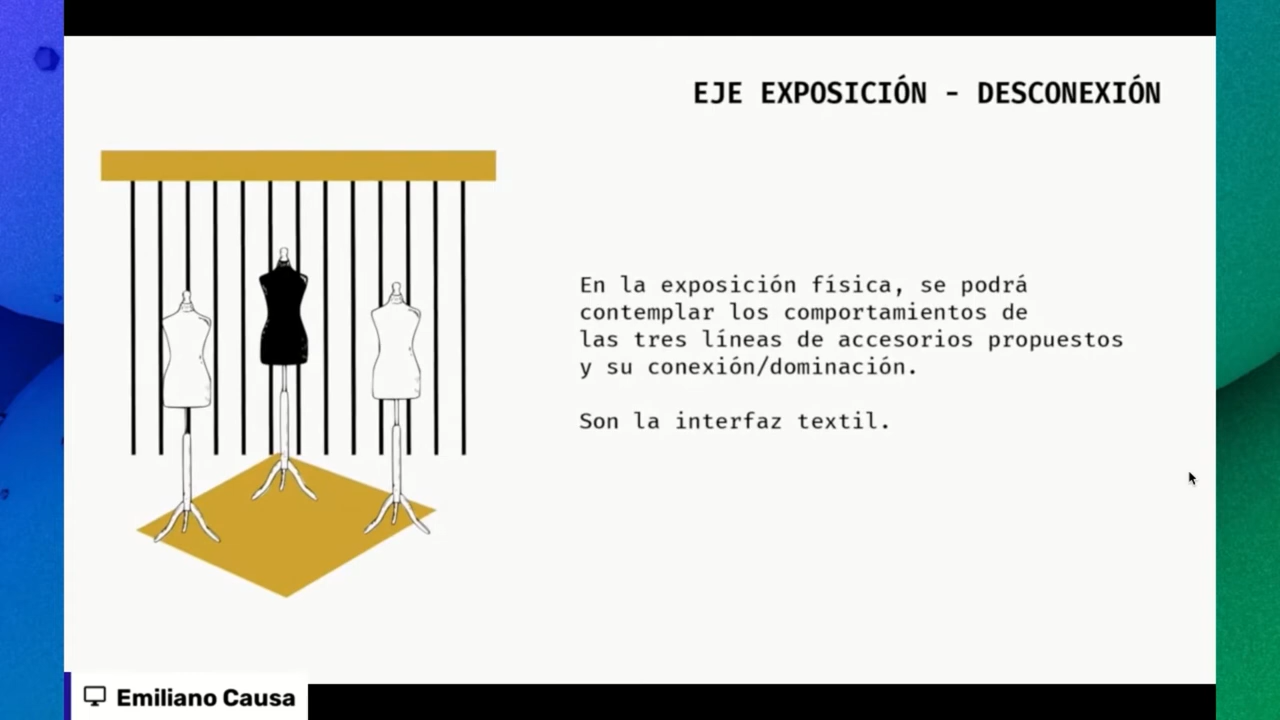 EJE EXPOSICIÓN - DESCONEXIÓN
En la exposición física, se podrá
contemplar los comportamientos de
las tres líneas de accesorios propuestos
y su conexión/dominación.
Son la interfaz textil.
Emiliano Causa